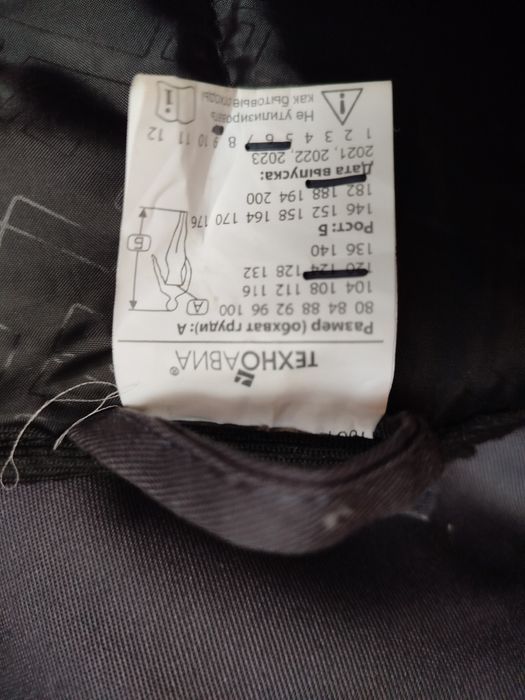 ТЕХНОАВИА®
Размер (обхват груди): А
80 84 88 92 96 100
104 108 112 116
120 124 128 132
136 140
Рост: Б
146 152 158 164 170 176
182 188 194 200
Дата выпуска:
2021, 2022, 2023
1 2 3 4 5 6 7 8 9 10 11 12
Не утилизировать
как бытовые отходы
А
Б